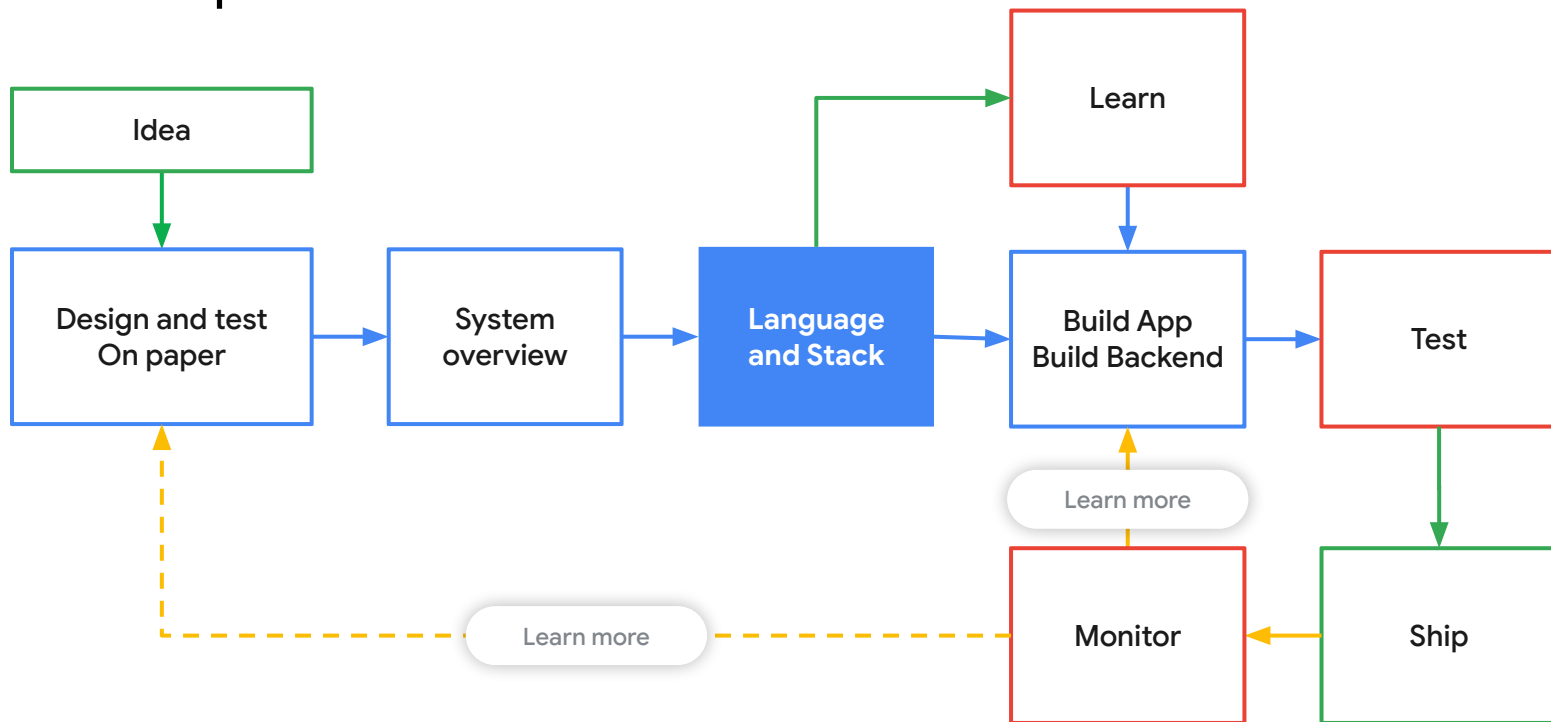 Learn
Idea
Design and test
On paper
System
overview
Language
and Stack
Build App
Build Backend
Test
Learn more
Learn more
Monitor
Ship